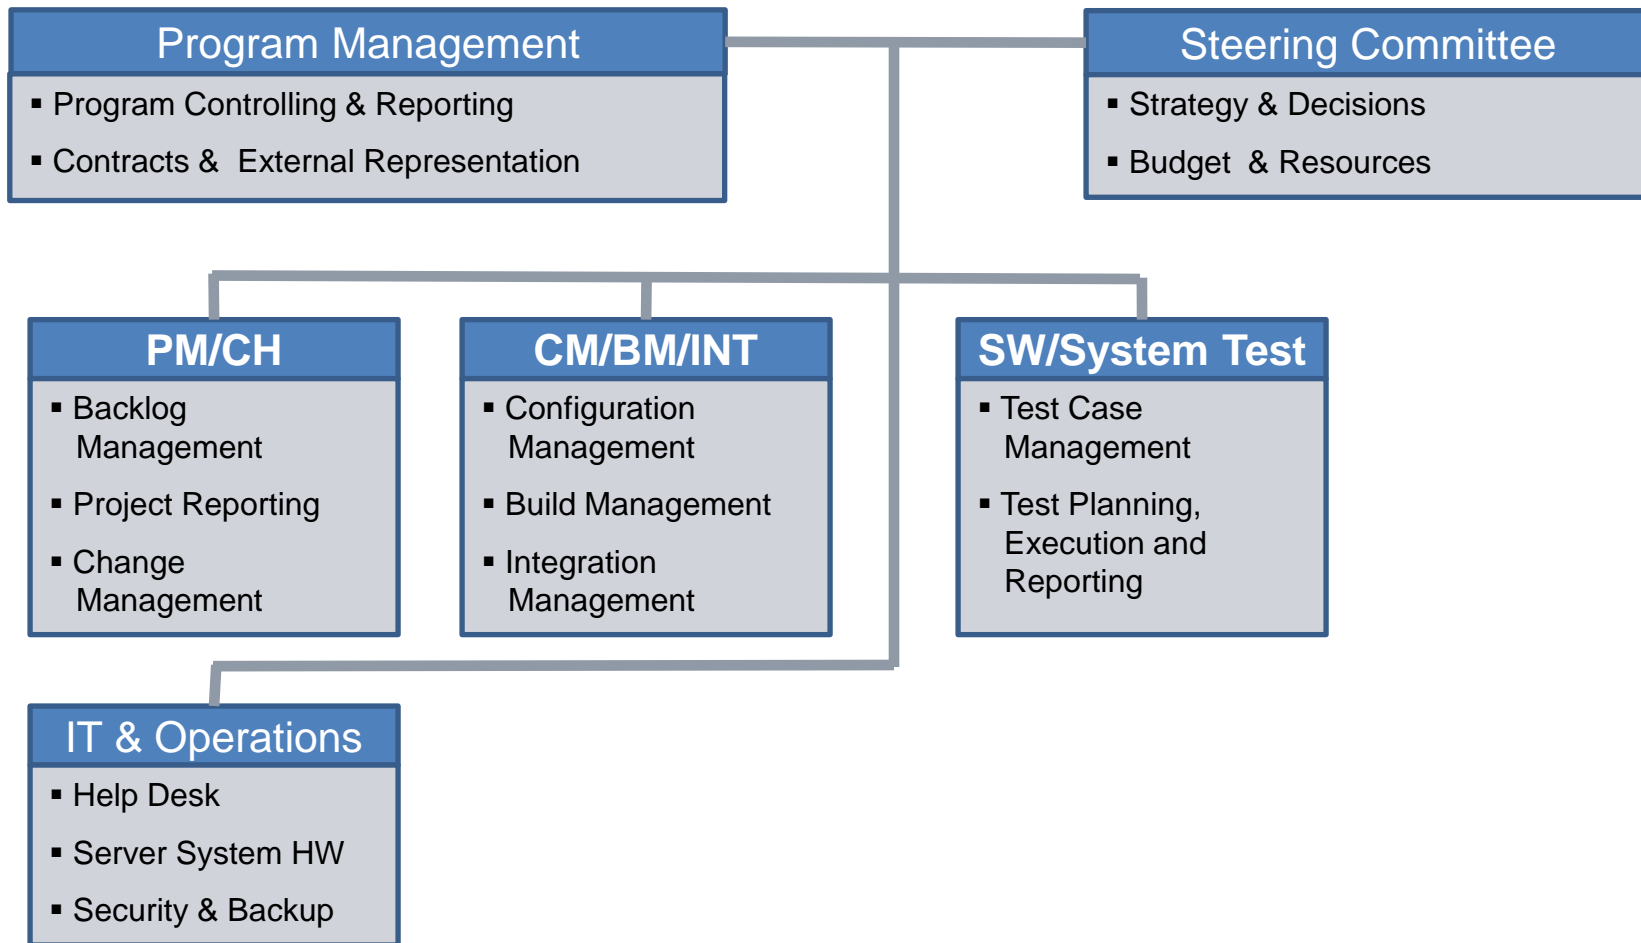 Program Management
▪ Program Controlling & Reporting
▪ Contracts &  External Representation
Steering Committee
▪ Strategy & Decisions
▪ Budget  & Resources
PM/CH
▪ Backlog
Management
▪ Project Reporting
▪ Change
Management
CM/BM/INT
▪ Configuration
Management
▪ Build Management
▪ Integration
Management
SW/System Test
▪ Test Case
Management
▪ Test Planning,
Execution and
Reporting
IT & Operations
▪ Help Desk
▪ Server System HW
▪ Security & Backup